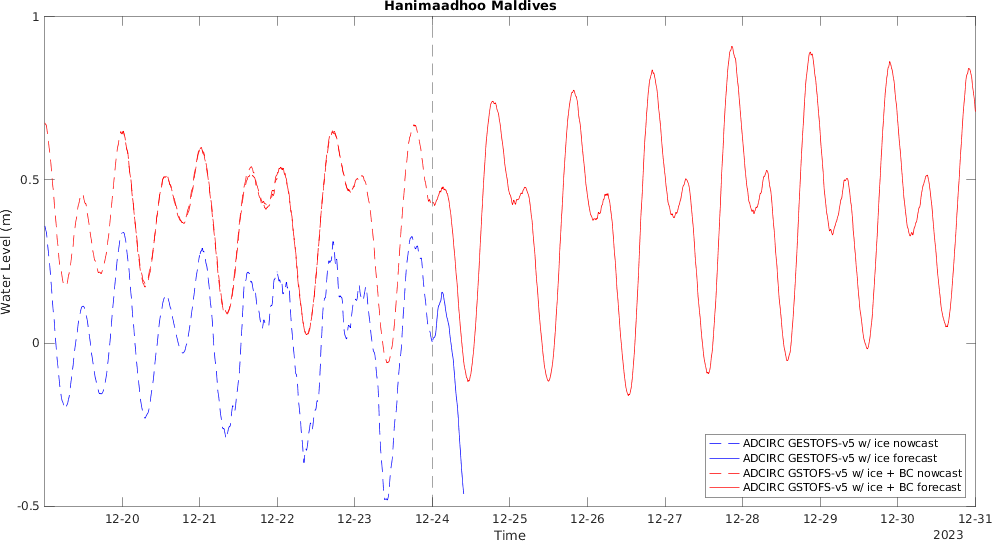 Hanimaadhoo Maldives
1
0.5
0
-0.5
Water Level (m)
ADCIRC GESTOFS-v5 w/ ice nowcast
ADCIRC GESTOFS-v5 w/ ice forecast
ADCIRC GSTOFS-v5 w/ ice + BC nowcast
ADCIRC GSTOFS-v5 w/ ice + BC forecast
12-20 12-21 12-22 12-23 12-24 12-25 12-26 12-27 12-28 12-29 12-30 12-31
Time
2023